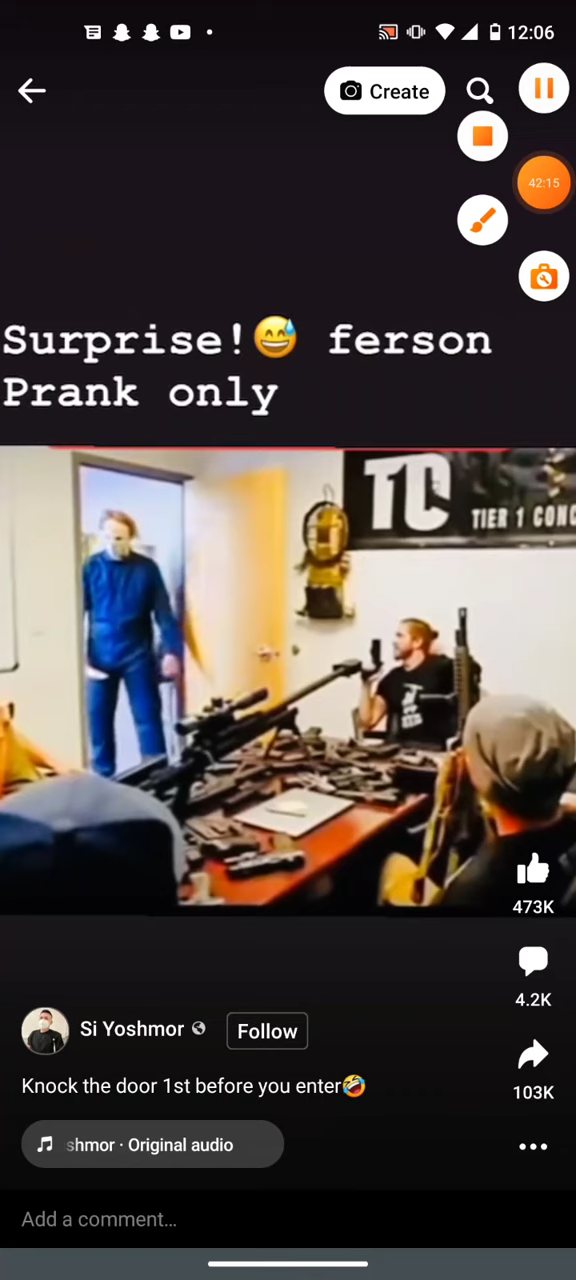 12:06
Create
42:15
Surprise!😅 ferson
Prank only
TC
TIER 1 CONC
473K
4.2K
Si Yoshmor
Follow
103K
Knock the door 1st before you enter🤣
shmor · Original audio
Add a comment…